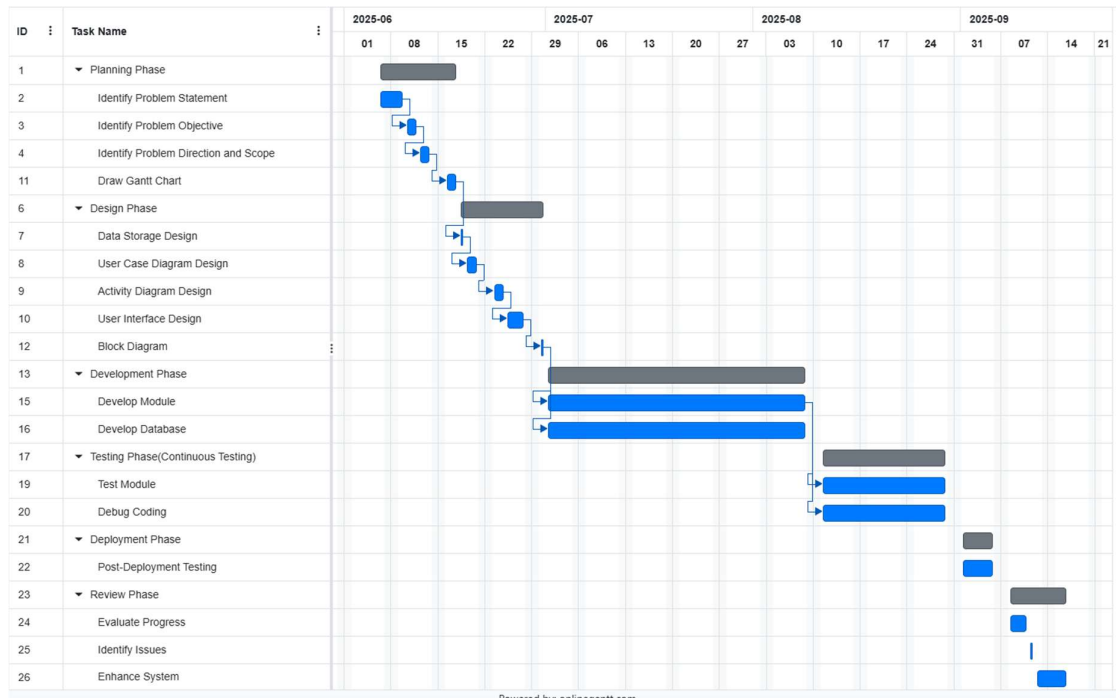 2025-06 2025-07 2025-08 2025-09
ID Task Name
01 08 15 22 29 06 13 20 27 03 10 17 24 31 07 14 21
1 Planning Phase
2 Identify Problem Statement
3 Identify Problem Objective
4 Identify Problem Direction and Scope
11 Draw Gantt Chart
6 Design Phase
7 Data Storage Design
8 User Case Diagram Design
9 Activity Diagram Design
10 User Interface Design
12 Block Diagram
13 Development Phase
15 Develop Module
16 Develop Database
17 Testing Phase(Continuous Testing)
19 Test Module
20 Debug Coding
21 Deployment Phase
22 Post-Deployment Testing
23 Review Phase
24 Evaluate Progress
25 Identify Issues
26 Enhance System
Powered by: onlinegantt.com